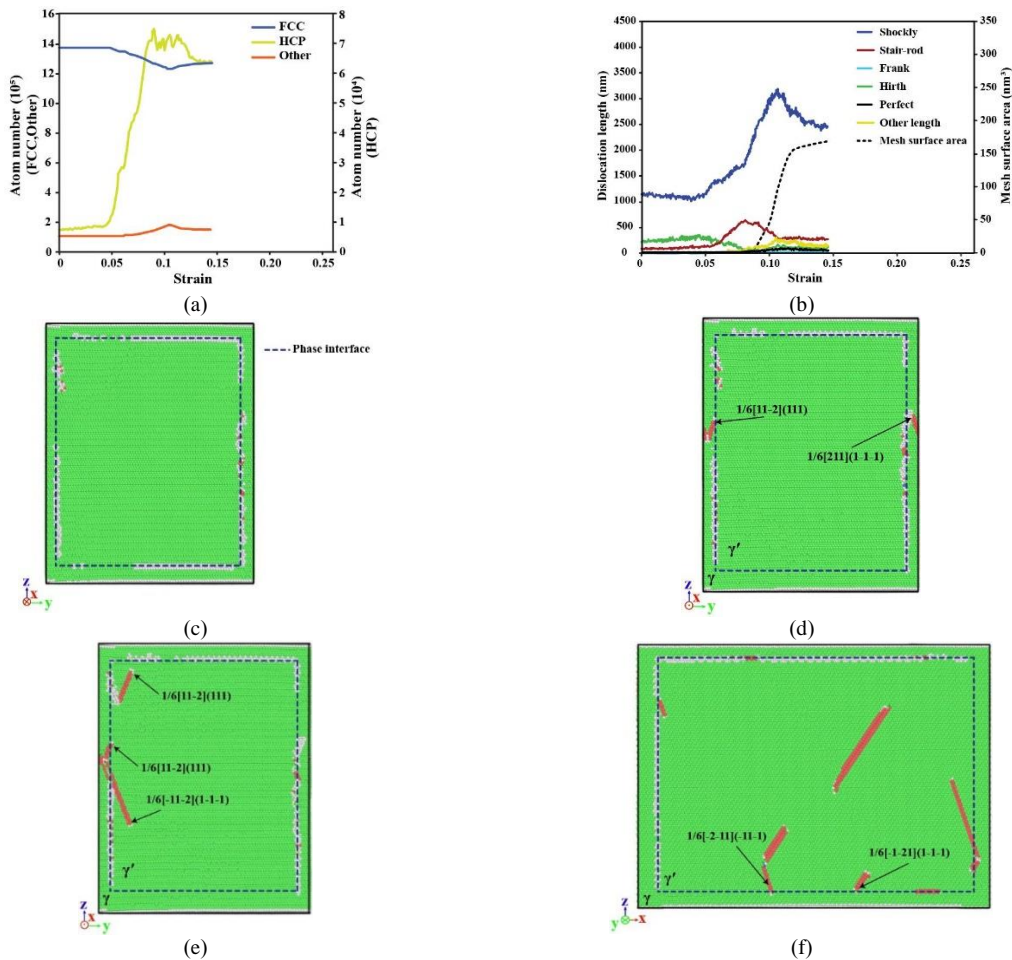 16
14
12
10
8
6
4
2
0
Atom number (10⁵)
(FCC,Other)
FCC
HCP
Other
8
7
6
5
4
3
2
1
0
Atom number (10⁴)
(HCP)
0 0.05 0.10 0.15 0.20 0.25
Strain
(a)
4500
4000
3500
3000
2500
2000
1500
1000
500
0
Dislocation length (nm)
Shockly
Stair-rod
Frank
Hirth
Perfect
Other length
Mesh surface area
350
300
250
200
150
100
50
0
Mesh surface area (nm³)
0 0.05 0.10 0.15 0.20 0.25
Strain
(b)
Phase interface
z
x
y
(c)
1/6[11-2](111)
1/6[211](1-1-1)
γ′
γ
z
x
y
(d)
1/6[11-2](111)
1/6[11-2](111)
1/6[-11-2](1-1-1)
γ′
γ
z
x
y
(e)
1/6[-2-11](-11-1)
1/6[-1-21](1-1-1)
γ′
γ
z
y
x
(f)